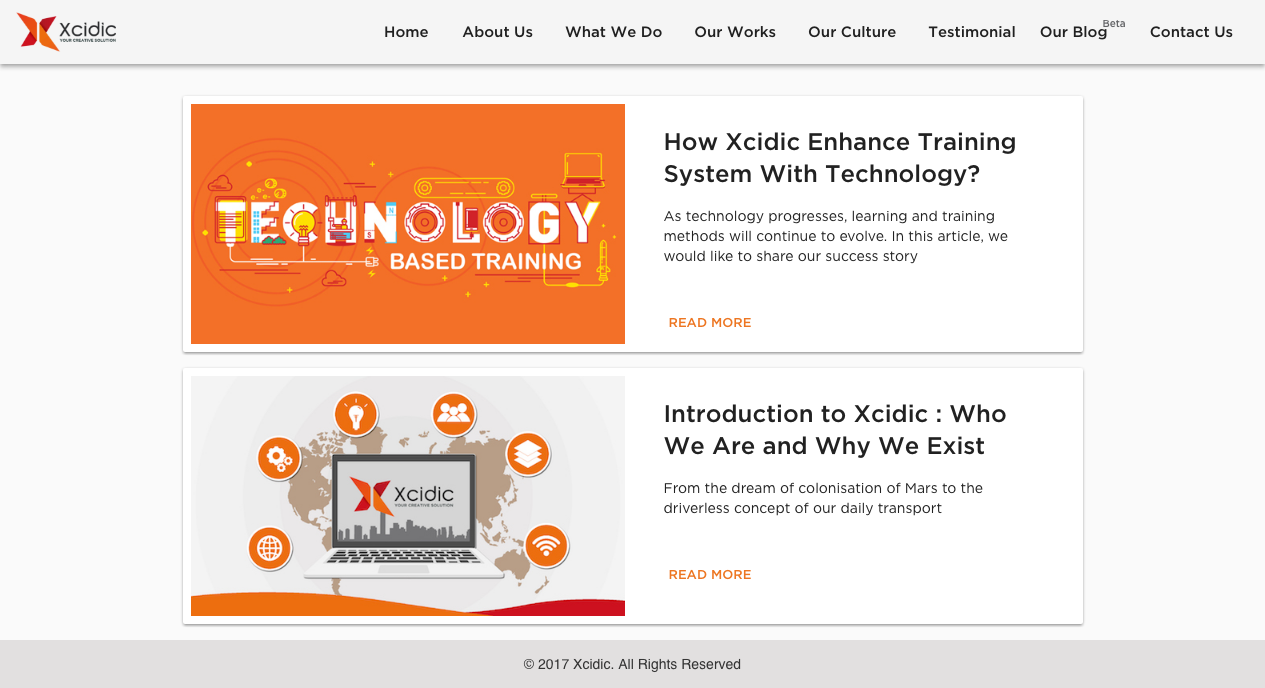 Xcidic
YOUR CREATIVE SOLUTION
Home About Us What We Do Our Works Our Culture Testimonial Our Blog Beta Contact Us
TECHNOLOGY
BASED TRAINING
How Xcidic Enhance Training
System With Technology?
As technology progresses, learning and training
methods will continue to evolve. In this article, we
would like to share our success story
READ MORE
Xcidic
YOUR CREATIVE SOLUTION
Introduction to Xcidic : Who
We Are and Why We Exist
From the dream of colonisation of Mars to the
driverless concept of our daily transport
READ MORE
© 2017 Xcidic. All Rights Reserved